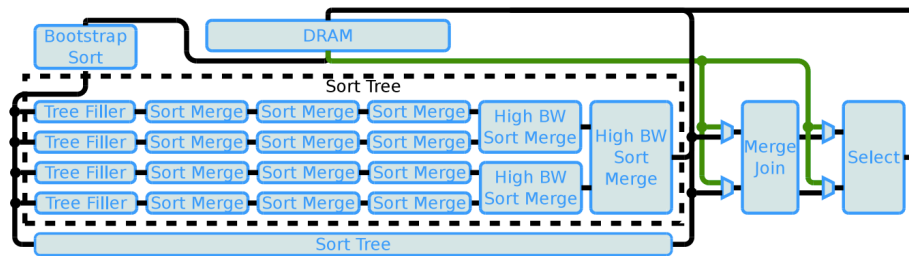 Bootstrap
Sort
DRAM
Sort Tree
Tree Filler Sort Merge Sort Merge Sort Merge
Tree Filler Sort Merge Sort Merge Sort Merge
Tree Filler Sort Merge Sort Merge Sort Merge
Tree Filler Sort Merge Sort Merge Sort Merge
High BW
Sort Merge
High BW
Sort Merge
High BW
Sort
Merge
Merge
Join
Select
Sort Tree